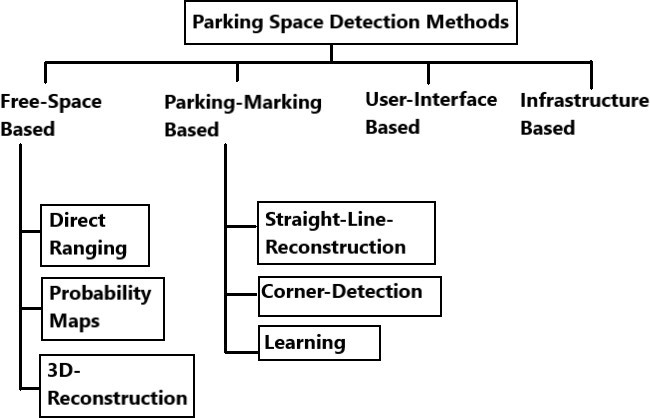 Parking Space Detection Methods
Free-Space
Based
Parking-Marking
Based
User-Interface
Based
Infrastructure
Based
Direct
Ranging
Probability
Maps
3D-
Reconstruction
Straight-Line-
Reconstruction
Corner-Detection
Learning